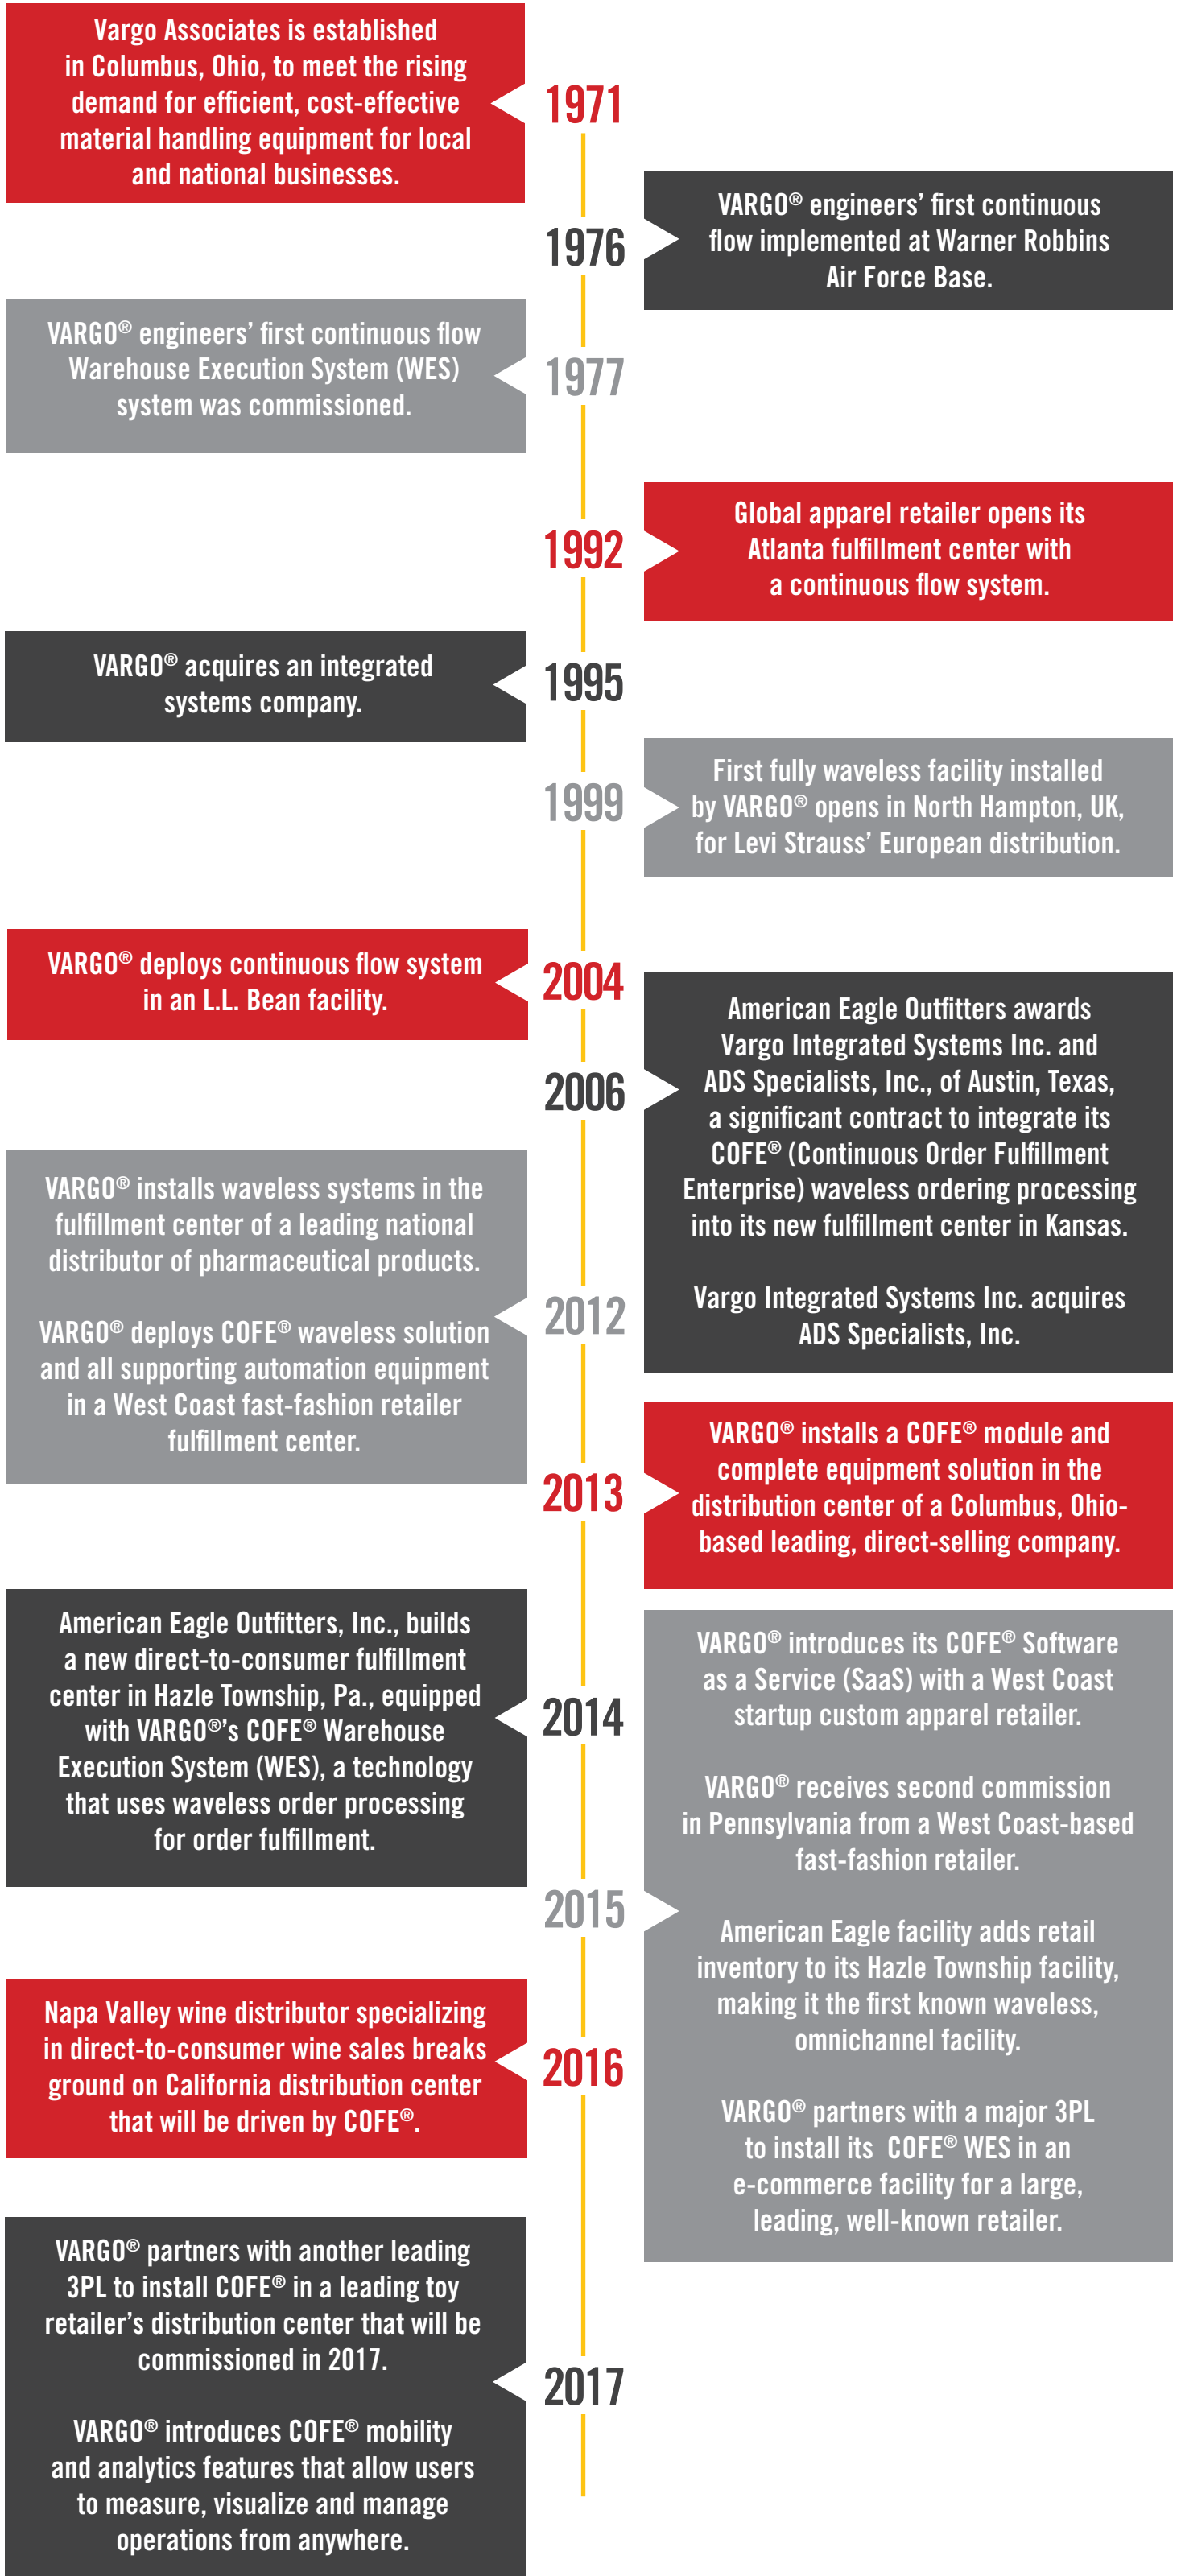 Vargo Associates is established
in Columbus, Ohio, to meet the rising
demand for efficient, cost-effective
material handling equipment for local
and national businesses.
1971
VARGO® engineers’ first continuous
flow implemented at Warner Robbins
Air Force Base.
1976
VARGO® engineers’ first continuous flow
Warehouse Execution System (WES)
system was commissioned.
1977
Global apparel retailer opens its
Atlanta fulfillment center with
a continuous flow system.
1992
VARGO® acquires an integrated
systems company.
1995
First fully waveless facility installed
by VARGO® opens in North Hampton, UK,
for Levi Strauss’ European distribution.
1999
VARGO® deploys continuous flow system
in an L.L. Bean facility.
2004
American Eagle Outfitters awards
Vargo Integrated Systems Inc. and
ADS Specialists, Inc., of Austin, Texas,
a significant contract to integrate its
COFE® (Continuous Order Fulfillment
Enterprise) waveless ordering processing
into its new fulfillment center in Kansas.
Vargo Integrated Systems Inc. acquires
ADS Specialists, Inc.
2006
VARGO® installs waveless systems in the
fulfillment center of a leading national
distributor of pharmaceutical products.
VARGO® deploys COFE® waveless solution
and all supporting automation equipment
in a West Coast fast-fashion retailer
fulfillment center.
2012
VARGO® installs a COFE® module and
complete equipment solution in the
distribution center of a Columbus, Ohio-
based leading, direct-selling company.
2013
American Eagle Outfitters, Inc., builds
a new direct-to-consumer fulfillment
center in Hazle Township, Pa., equipped
with VARGO®’s COFE® Warehouse
Execution System (WES), a technology
that uses waveless order processing
for order fulfillment.
2014
VARGO® introduces its COFE® Software
as a Service (SaaS) with a West Coast
startup custom apparel retailer.
VARGO® receives second commission
in Pennsylvania from a West Coast-based
fast-fashion retailer.
American Eagle facility adds retail
inventory to its Hazle Township facility,
making it the first known waveless,
omnichannel facility.
VARGO® partners with a major 3PL
to install its COFE® WES in an
e-commerce facility for a large,
leading, well-known retailer.
2015
Napa Valley wine distributor specializing
in direct-to-consumer wine sales breaks
ground on California distribution center
that will be driven by COFE®.
2016
VARGO® partners with another leading
3PL to install COFE® in a leading toy
retailer’s distribution center that will be
commissioned in 2017.
VARGO® introduces COFE® mobility
and analytics features that allow users
to measure, visualize and manage
operations from anywhere.
2017